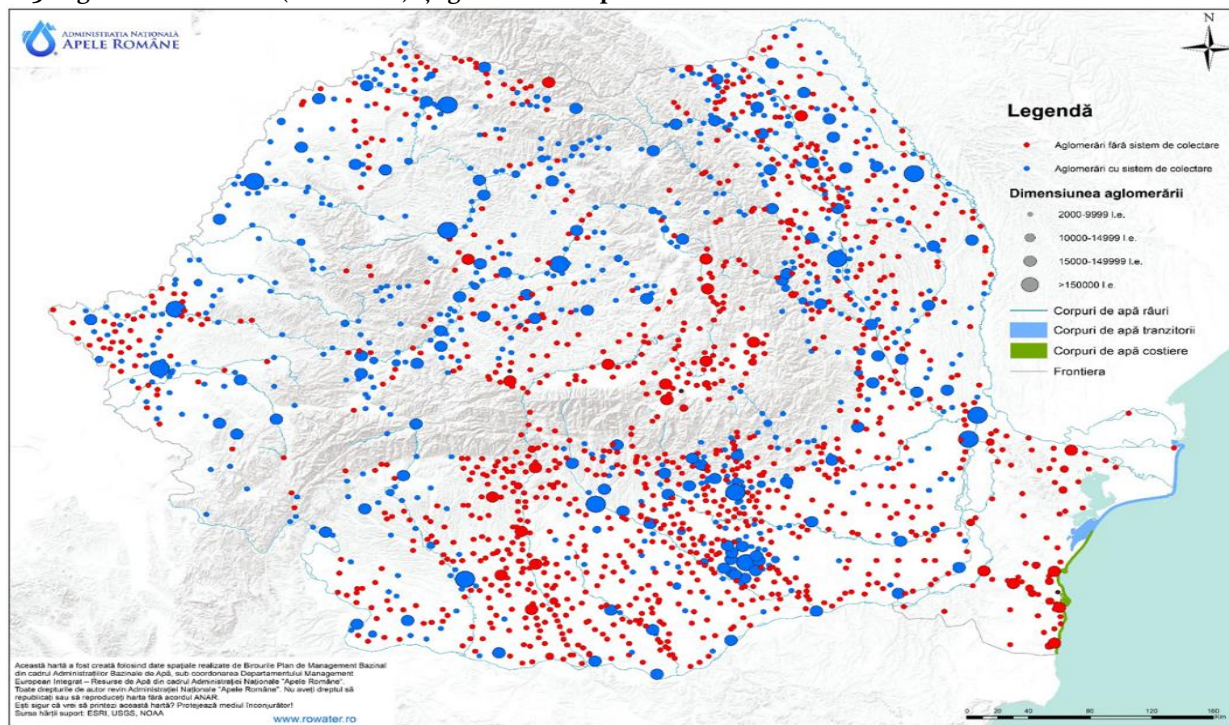 ADMINISTRAȚIA NAȚIONALĂ
APELE ROMÂNE
N
Legendă
Aglomerări fără sistem de colectare
Aglomerări cu sistem de colectare
Dimensiunea aglomerării
2000-9999 l.e.
10000-14999 l.e.
15000-149999 l.e.
>150000 l.e.
Corpuri de apă râuri
Corpuri de apă tranzitorii
Corpuri de apă costiere
Frontiera
Această hartă a fost creată folosind date spațiale realizate de Birourile Plan de Management Bazinal
din cadrul Administrațiilor Bazinale de Apă, sub coordonarea Departamentului Management
European Integrat – Resurse de Apă din cadrul Administrației Naționale "Apele Române".
Toate drepturile de autor revin Administrației Naționale "Apele Române". Nu aveți dreptul să
republicați sau să reproduceți harta fără acordul ANAR.
Ești sigur că vrei să printezi această hartă? Protejează mediul înconjurător!
Sursa hărții suport: ESRI, USGS, NOAA
www.rowater.ro
0 20 40 80 120 160